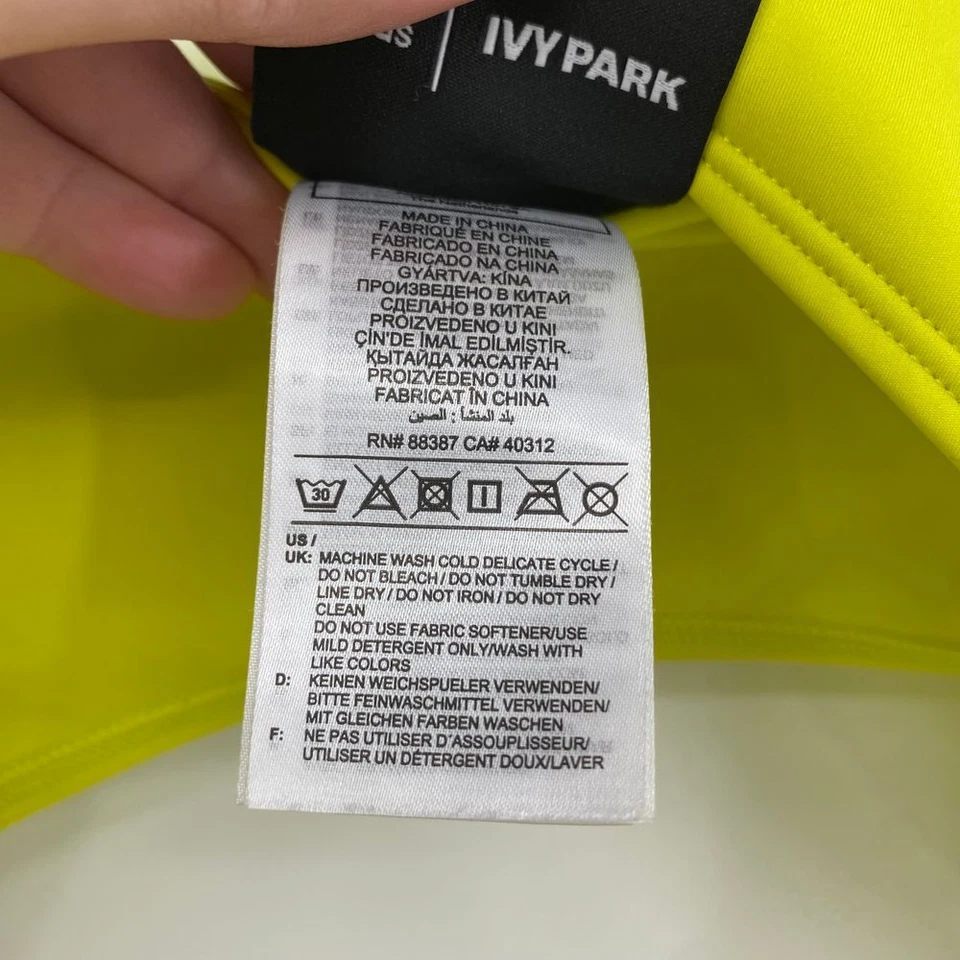 IVY PARK
The Netherlands
MADE IN CHINA
FABRIQUÉ EN CHINE
FABRICADO EN CHINA
FABRICADO NA CHINA
GYÁRTVA: KÍNA
ПРОИЗВЕДЕНО В КИТАЙ
СДЕЛАНО В КИТАЕ
PROIZVEDENO U KINI
ÇİN'DE İMAL EDİLMİŞTİR.
ҚЫТАЙДА ЖАСАЛҒАН
PROIZVEDENO U KINI
FABRICAT ÎN CHINA
بلد المنشأ : الصين
RN# 88387 CA# 40312
30
US /
UK: MACHINE WASH COLD DELICATE CYCLE /
DO NOT BLEACH / DO NOT TUMBLE DRY /
LINE DRY / DO NOT IRON / DO NOT DRY
CLEAN
DO NOT USE FABRIC SOFTENER/USE
MILD DETERGENT ONLY/WASH WITH
LIKE COLORS
D: KEINEN WEICHSPUELER VERWENDEN/
BITTE FEINWASCHMITTEL VERWENDEN/
MIT GLEICHEN FARBEN WASCHEN
F: NE PAS UTILISER D´ASSOUPLISSEUR/
UTILISER UN DÉTERGENT DOUX/LAVER